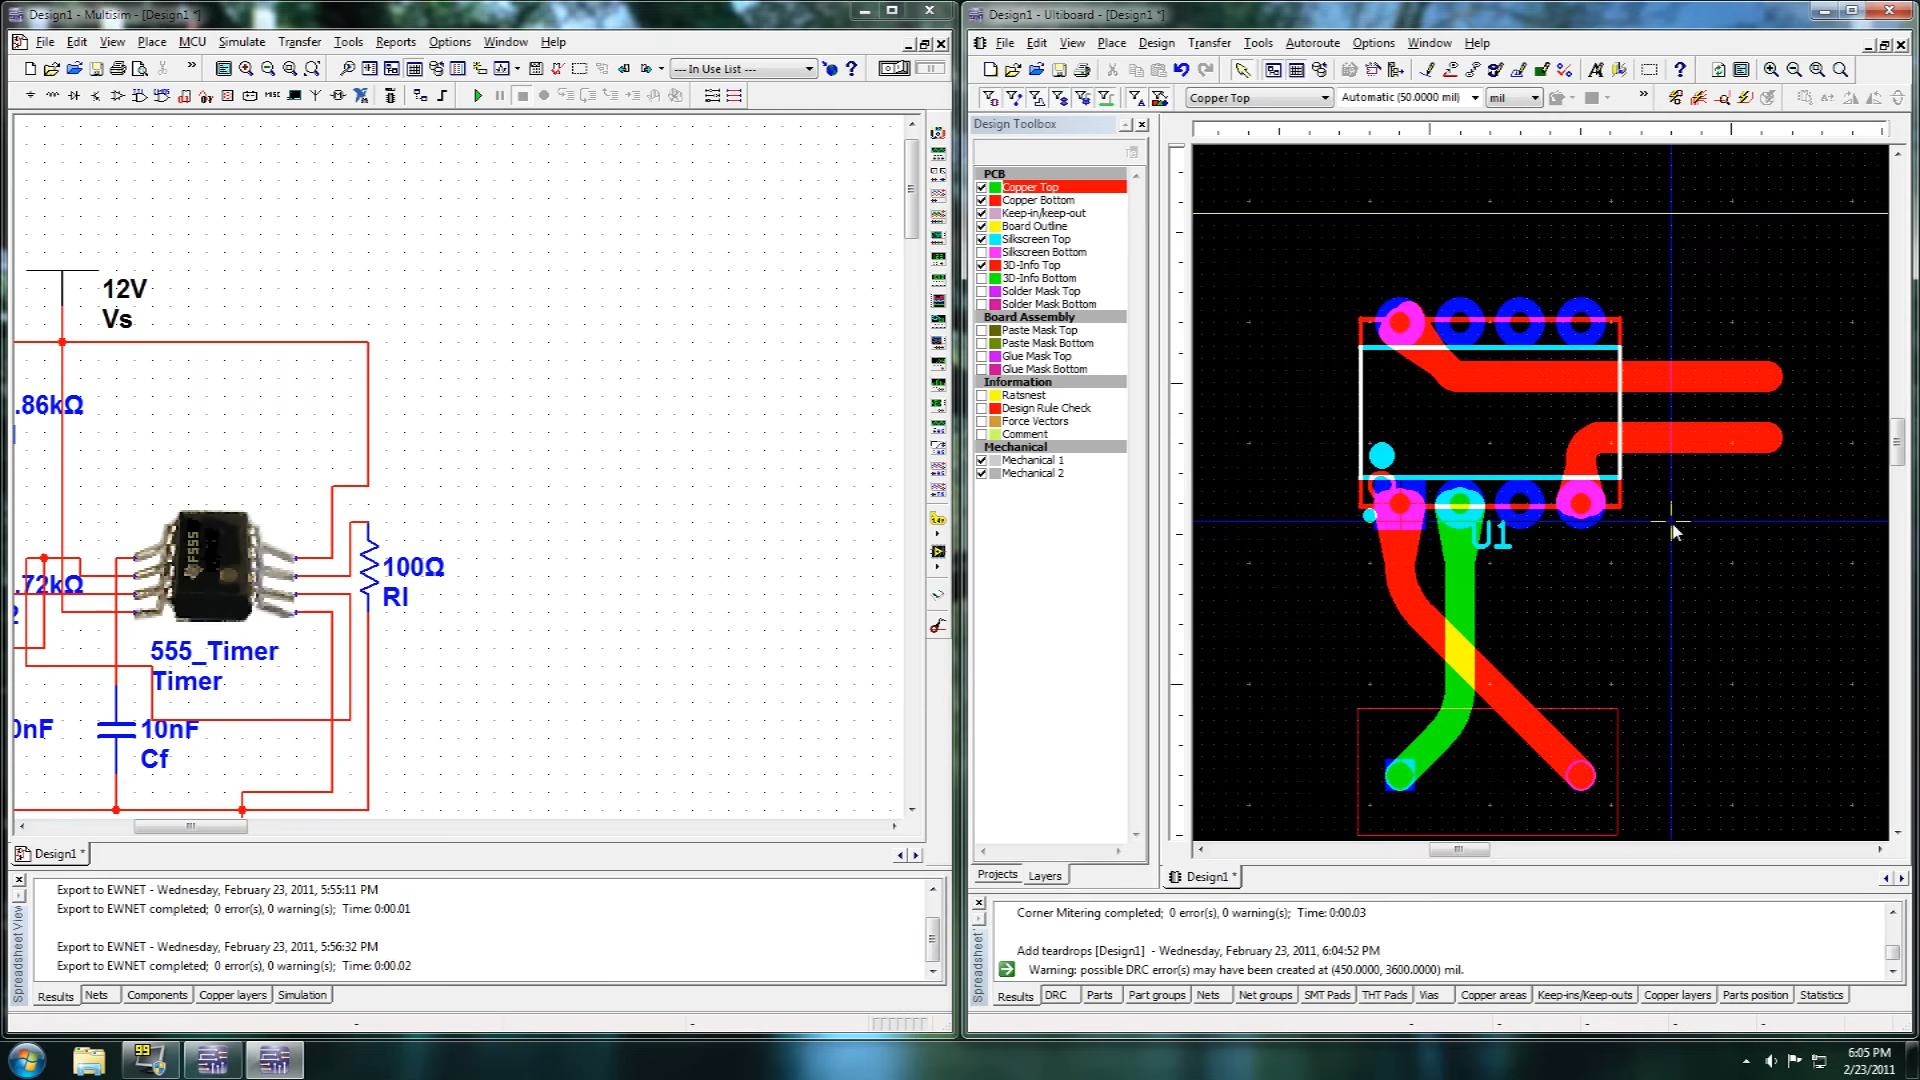 Design1 - Multisim - [Design1 *]
File Edit View Place MCU Simulate Transfer Tools Reports Options Window Help
--- In Use List ---
MISC
12V
Vs
.86kΩ
.72kΩ
100Ω
Rl
555_Timer
Timer
0nF
10nF
Cf
Design1 *
Export to EWNET - Wednesday, February 23, 2011, 5:55:11 PM
Export to EWNET completed; 0 error(s), 0 warning(s); Time: 0:00.01
Export to EWNET - Wednesday, February 23, 2011, 5:56:32 PM
Export to EWNET completed; 0 error(s), 0 warning(s); Time: 0:00.02
Spreadsheet View
Results Nets Components Copper layers Simulation
Design1 - Ultiboard - [Design1 *]
File Edit View Place Design Transfer Tools Autoroute Options Window Help
Copper Top Automatic (50.0000 mil) mil
Design Toolbox
PCB
Copper Top
Copper Bottom
Keep-in/keep-out
Board Outline
Silkscreen Top
Silkscreen Bottom
3D-Info Top
3D-Info Bottom
Solder Mask Top
Solder Mask Bottom
Board Assembly
Paste Mask Top
Paste Mask Bottom
Glue Mask Top
Glue Mask Bottom
Information
Ratsnest
Design Rule Check
Force Vectors
Comment
Mechanical
Mechanical 1
Mechanical 2
Projects Layers
U1
Design1 *
Corner Mitering completed; 0 error(s), 0 warning(s); Time: 0:00.03
Add teardrops [Design1] - Wednesday, February 23, 2011, 6:04:52 PM
Warning: possible DRC error(s) may have been created at (450.0000, 3600.0000) mil.
Spreadsheet
Results DRC Parts Part groups Nets Net groups SMT Pads THT Pads Vias Copper areas Keep-ins/Keep-outs Copper layers Parts position Statistics
99
6:05 PM
2/23/2011